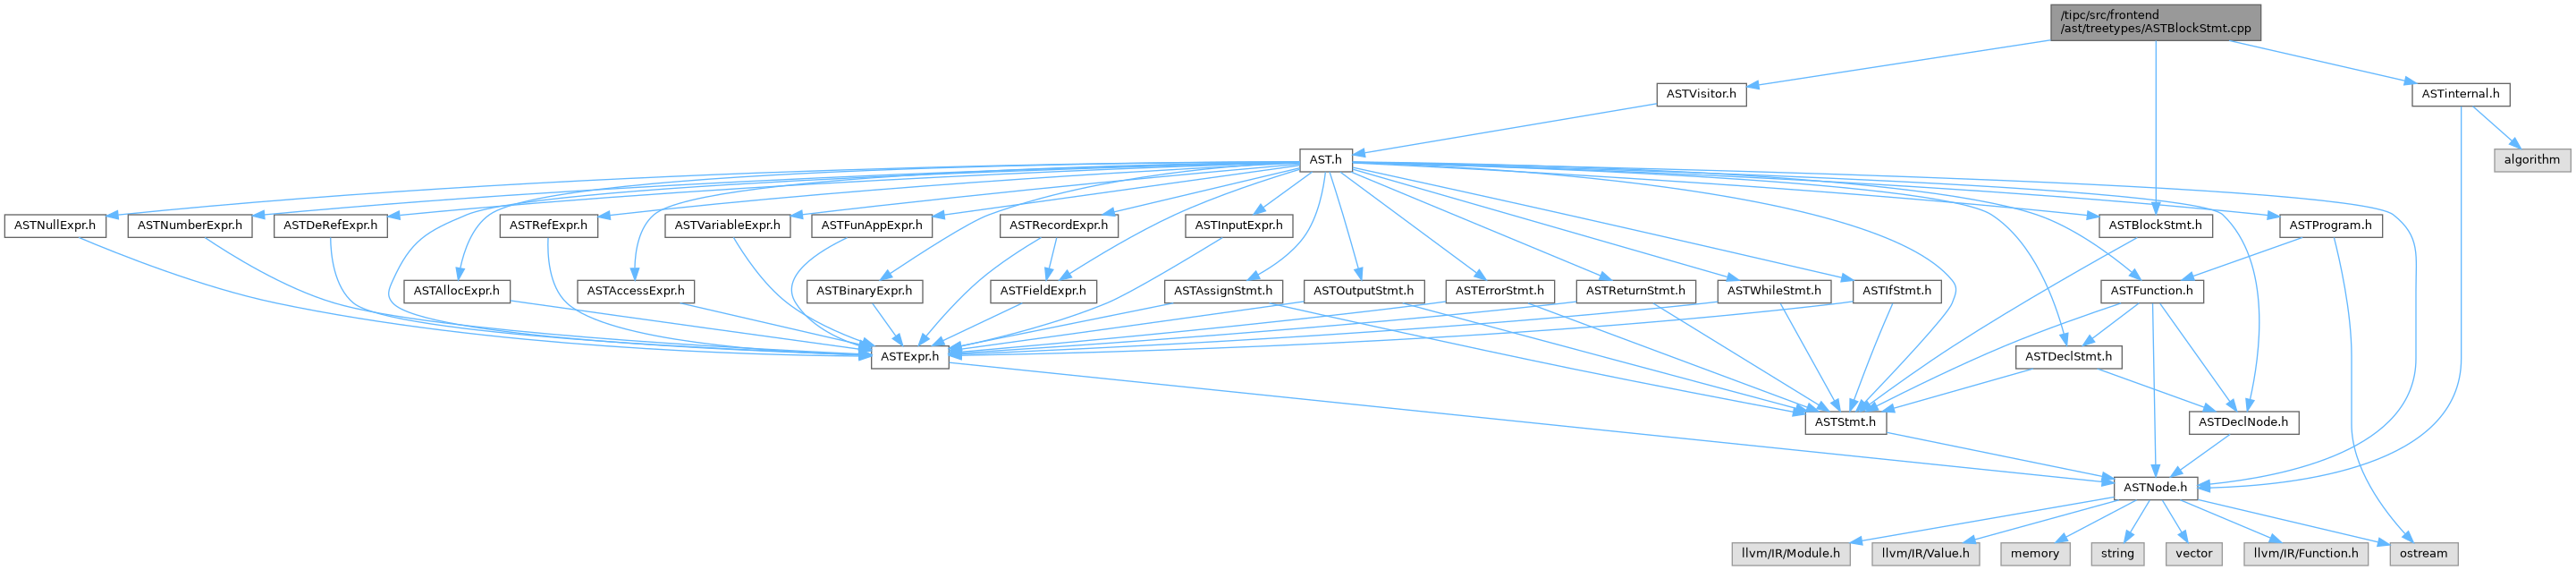 /tipc/src/frontend
/ast/treetypes/ASTBlockStmt.cpp
ASTVisitor.h
ASTinternal.h
AST.h
algorithm
ASTNullExpr.h
ASTNumberExpr.h
ASTDeRefExpr.h
ASTRefExpr.h
ASTVariableExpr.h
ASTFunAppExpr.h
ASTRecordExpr.h
ASTInputExpr.h
ASTBlockStmt.h
ASTProgram.h
ASTAllocExpr.h
ASTAccessExpr.h
ASTBinaryExpr.h
ASTFieldExpr.h
ASTAssignStmt.h
ASTOutputStmt.h
ASTErrorStmt.h
ASTReturnStmt.h
ASTWhileStmt.h
ASTIfStmt.h
ASTFunction.h
ASTExpr.h
ASTDeclStmt.h
ASTStmt.h
ASTDeclNode.h
ASTNode.h
llvm/IR/Module.h
llvm/IR/Value.h
memory
string
vector
llvm/IR/Function.h
ostream